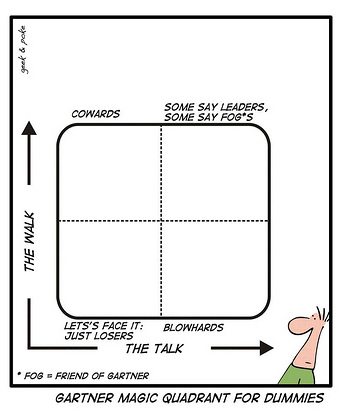 geek & poke
COWARDS
SOME SAY LEADERS,
SOME SAY FOG*S
THE WALK
LETS'S FACE IT:
JUST LOSERS
BLOWHARDS
THE TALK
* FOG = FRIEND OF GARTNER
GARTNER MAGIC QUADRANT FOR DUMMIES